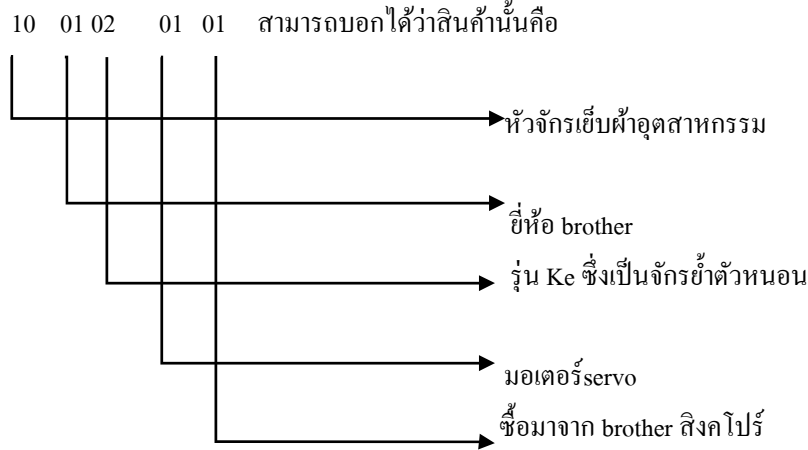 10 01 02 01 01 สามารถบอกได้ว่าสินค้านั้นคือ
หัวจักรเย็บผ้าอุตสาหกรรม
ยี่ห้อ brother
รุ่น Ke ซึ่งเป็นจักรย้ำตัวหนอน
มอเตอร์servo
ซื้อมาจาก brother สิงคโปร์